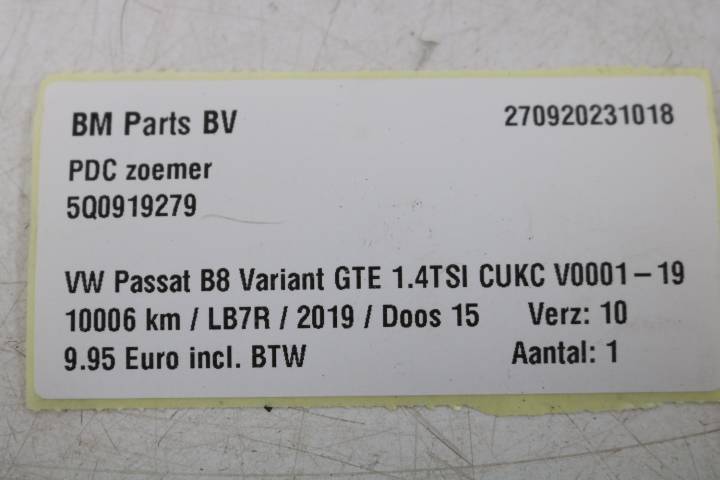 BM Parts BV 270920231018
PDC zoemer
5Q0919279
VW Passat B8 Variant GTE 1.4TSI CUKC V0001-19
10006 km / LB7R / 2019 / Doos 15 Verz: 10
9.95 Euro incl. BTW Aantal: 1